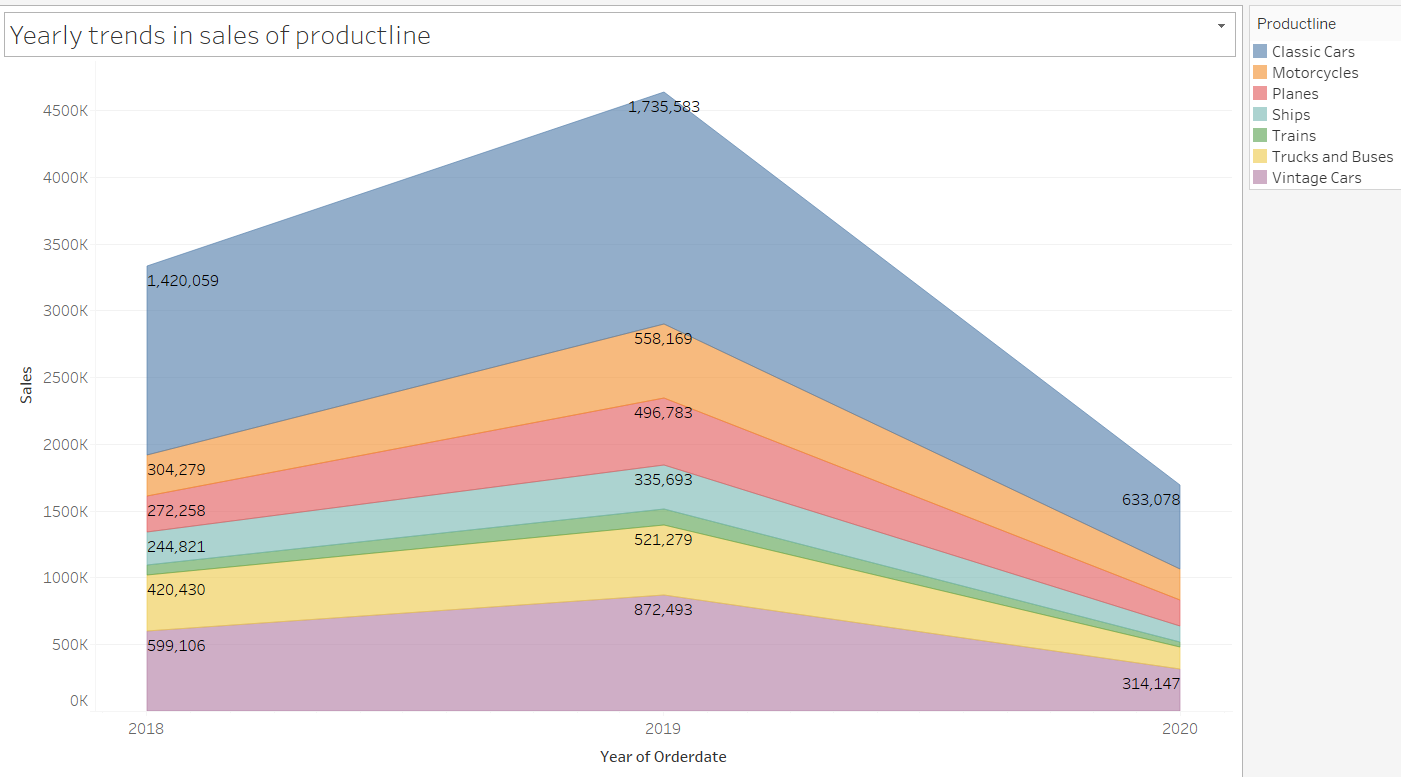 Yearly trends in sales of productline
Productline
Classic Cars
Motorcycles
Planes
Ships
Trains
Trucks and Buses
Vintage Cars
Sales
4500K
4000K
3500K
3000K
2500K
2000K
1500K
1000K
500K
0K
1,420,059
304,279
272,258
244,821
420,430
599,106
1,735,583
558,169
496,783
335,693
521,279
872,493
633,078
314,147
2018
2019
2020
Year of Orderdate